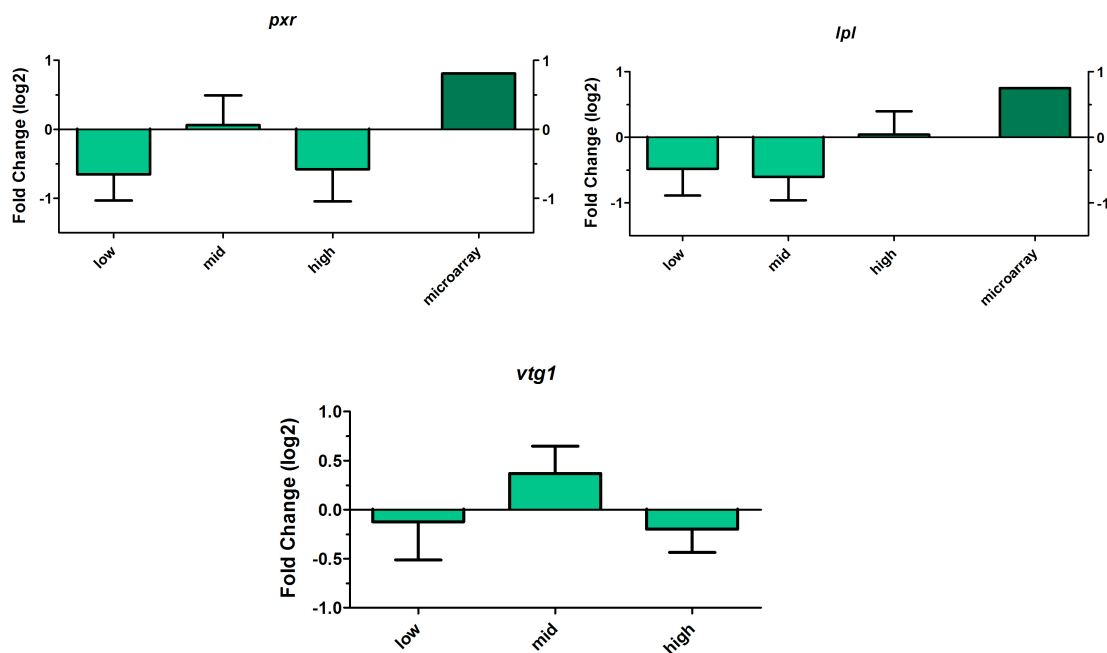 pxr
Fold Change (log2)
1
0
-1
1
0
-1
low
mid
high
microarray
lpl
Fold Change (log2)
1
0
-1
1
0
-1
low
mid
high
microarray
vtg1
Fold Change (log2)
1.0
0.5
0.0
-0.5
-1.0
low
mid
high